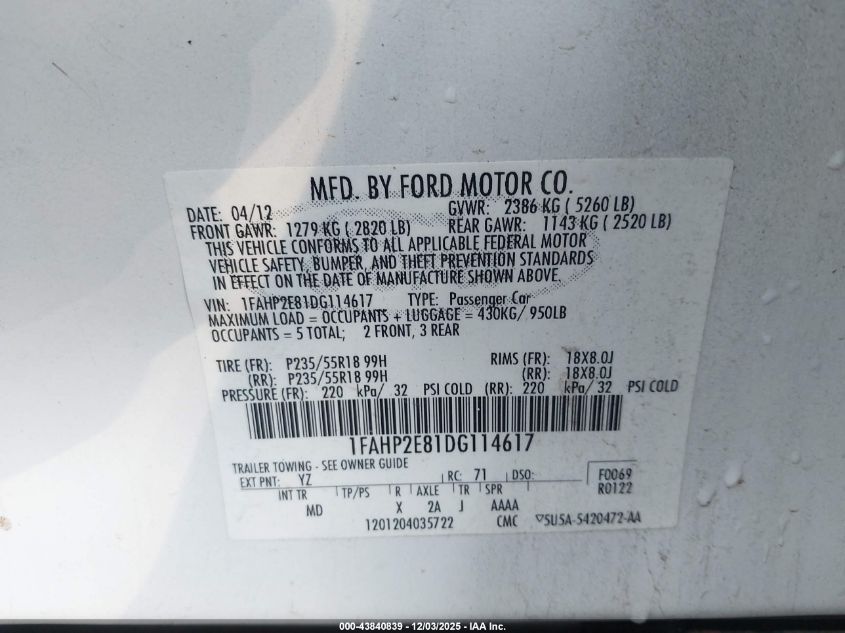 MFD. BY FORD MOTOR CO.
DATE: 04/12 GVWR: 2386 KG ( 5260 LB)
FRONT GAWR: 1279 KG ( 2820 LB) REAR GAWR: 1143 KG ( 2520 LB)
THIS VEHICLE CONFORMS TO ALL APPLICABLE FEDERAL MOTOR
VEHICLE SAFETY, BUMPER, AND THEFT PREVENTION STANDARDS
IN EFFECT ON THE DATE OF MANUFACTURE SHOWN ABOVE.
VIN: 1FAHP2E81DG114617 TYPE: Passenger Car
MAXIMUM LOAD = OCCUPANTS + LUGGAGE = 430KG/ 950LB
OCCUPANTS = 5 TOTAL; 2 FRONT, 3 REAR
TIRE (FR): P235/55R18 99H RIMS (FR): 18X8.0J
(RR): P235/55R18 99H (RR): 18X8.0J
PRESSURE (FR): 220 kPa/ 32 PSI COLD (RR): 220 kPa/ 32 PSI COLD
1FAHP2E81DG114617
TRAILER TOWING - SEE OWNER GUIDE
EXT PNT: YZ RC: 71 DSO: F0069
INT TR TP/PS R AXLE TR SPR R0122
MD X 2A J AAAA
1201204035722 CMC ▽5U5A-5420472-AA
000-43840839 - 12/03/2025 - IAA Inc.